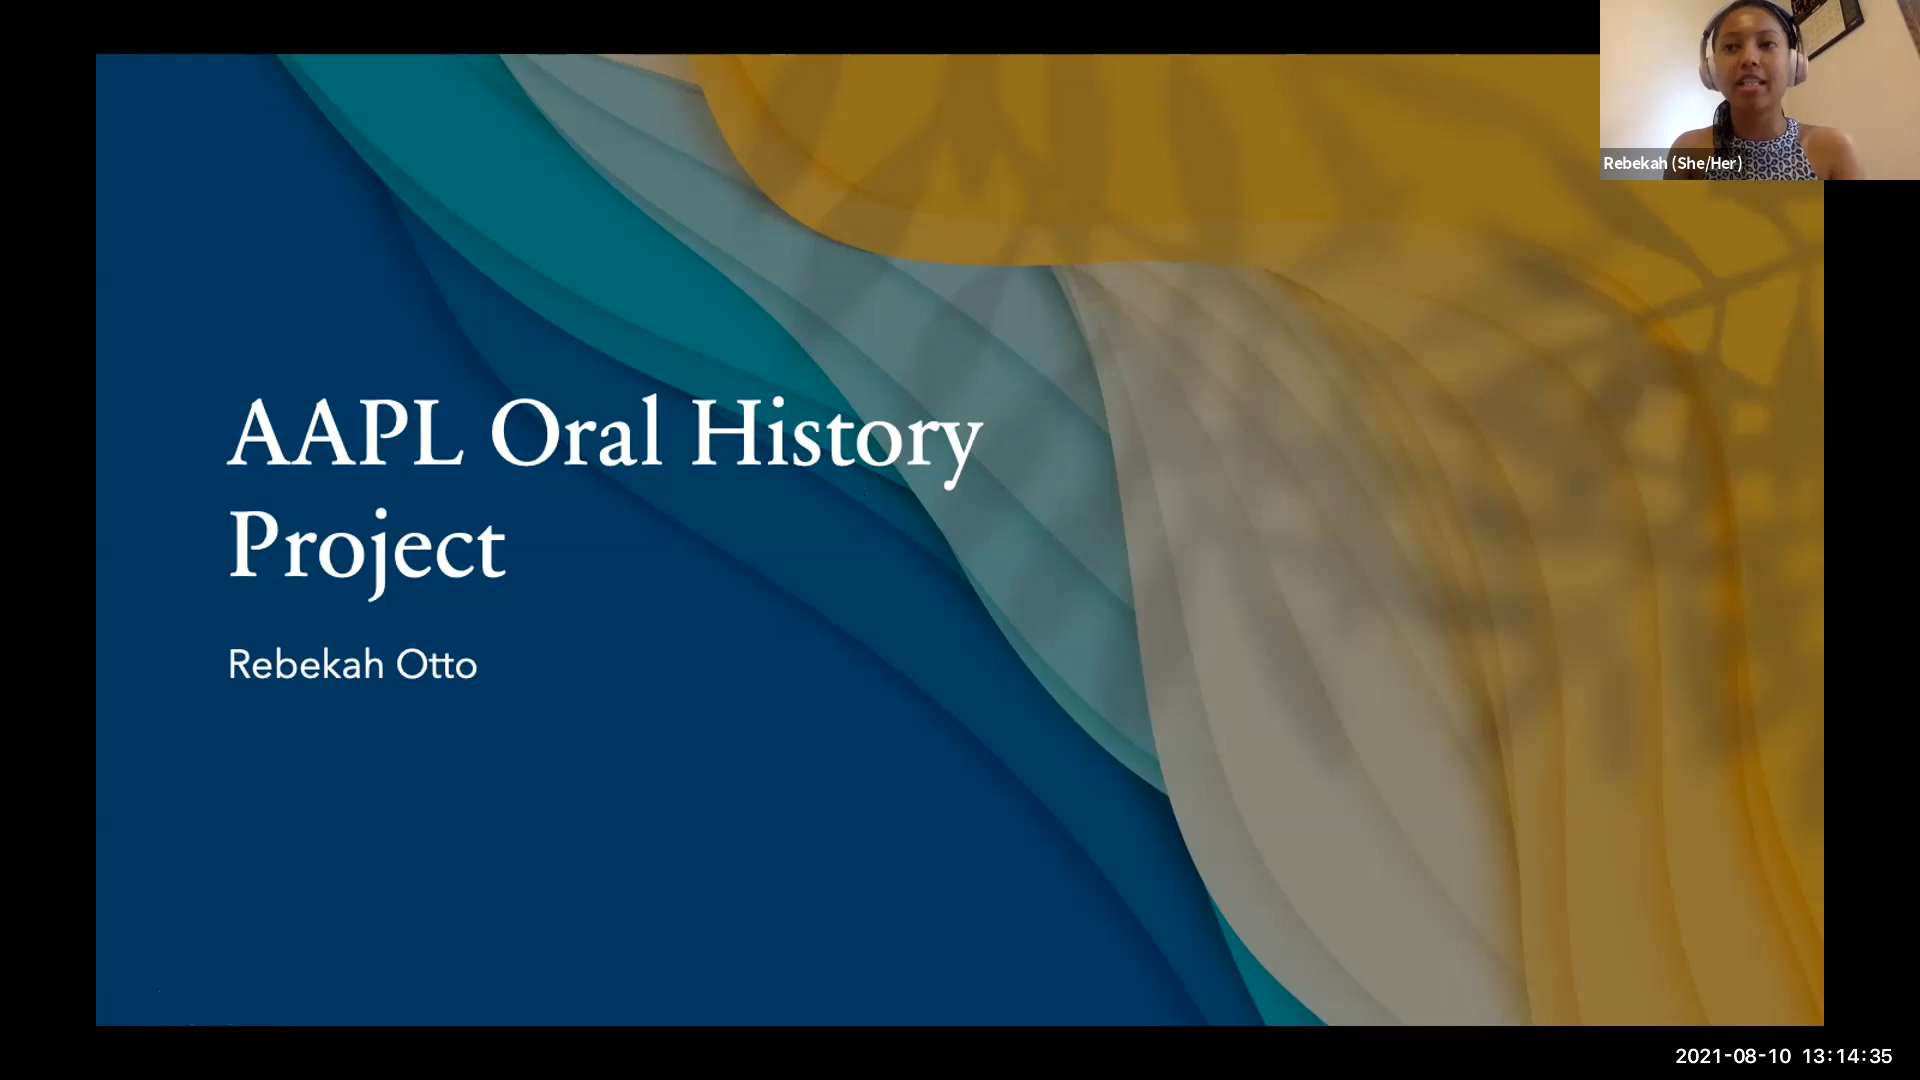 Rebekah (She/Her)
AAPL Oral History
Project
Rebekah Otto
2021-08-10 13:14:35